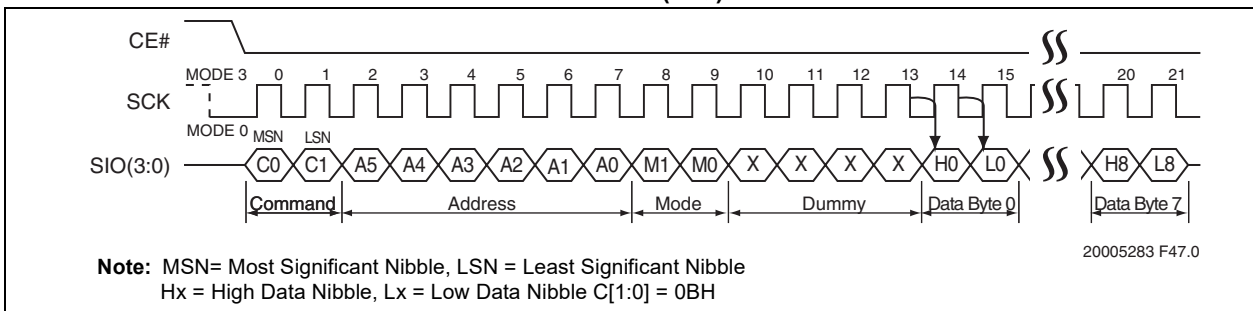 CE#
MODE 3 0 1 2 3 4 5 6 7 8 9 10 11 12 13 14 15 20 21
SCK
MODE 0
MSN LSN
SIO(3:0) C0 C1 A5 A4 A3 A2 A1 A0 M1 M0 X X X X H0 L0 H8 L8
Command Address Mode Dummy Data Byte 0 Data Byte 7
20005283 F47.0
Note: MSN= Most Significant Nibble, LSN = Least Significant Nibble
Hx = High Data Nibble, Lx = Low Data Nibble C[1:0] = 0BH